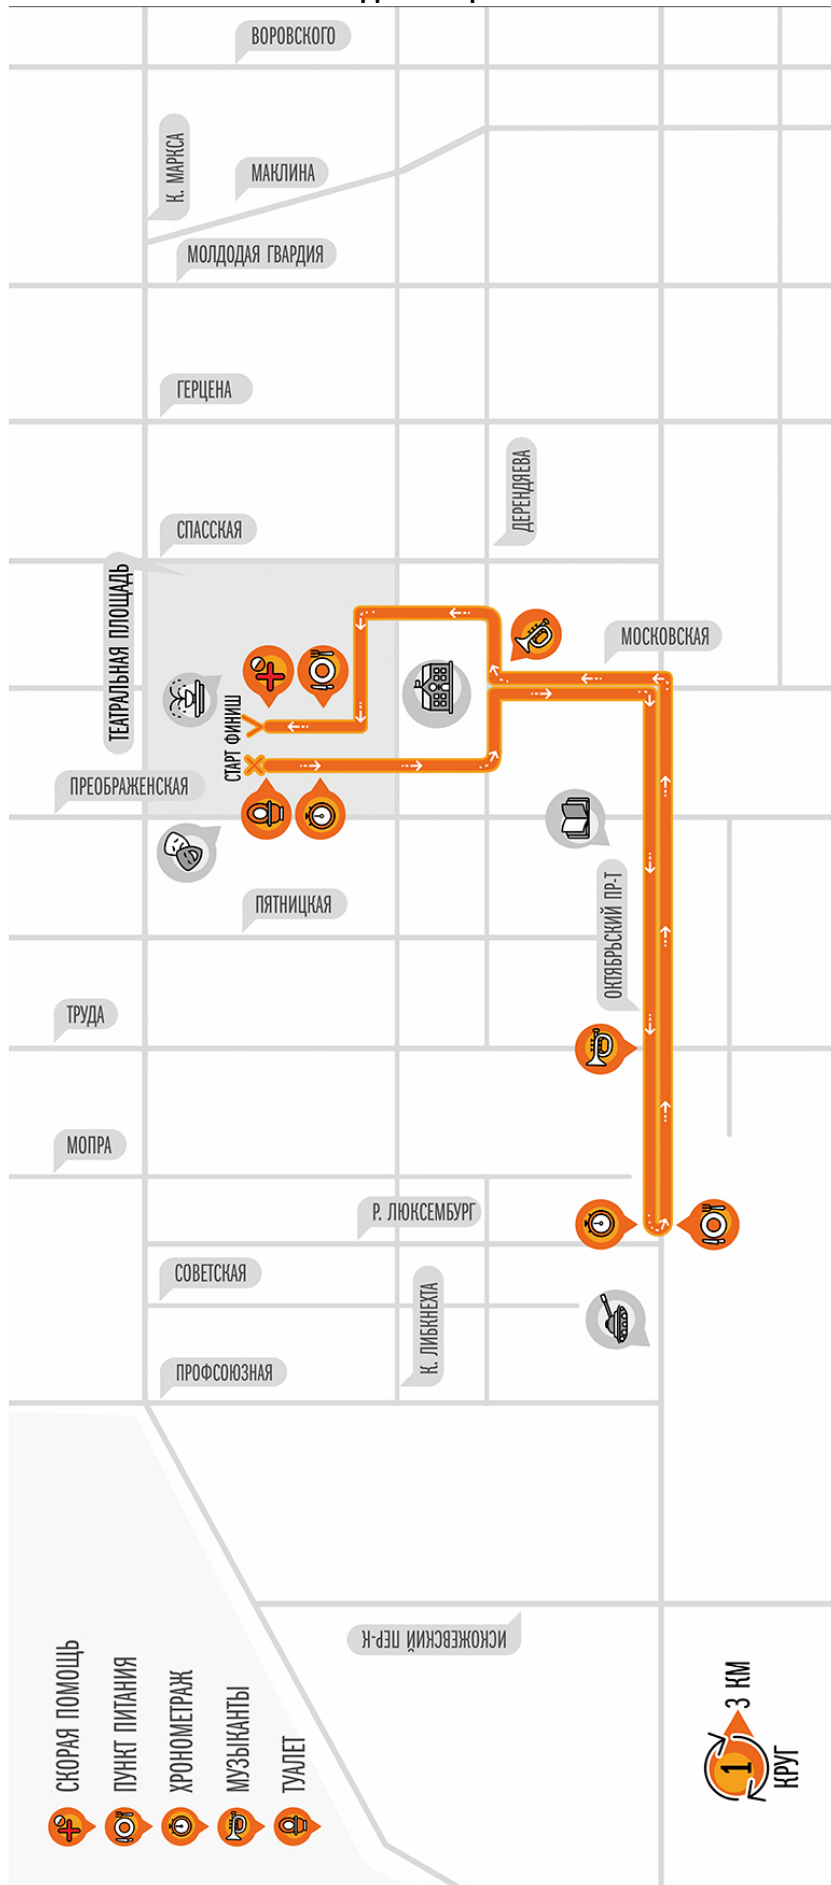 ВОРОВСКОГО
К. МАРКСА
МАКЛИНА
МОЛДОДАЯ ГВАРДИЯ
ГЕРЦЕНА
ДЕРЕНДЯЕВА
СПАССКАЯ
ТЕАТРАЛЬНАЯ ПЛОЩАДЬ
МОСКОВСКАЯ
СТАРТ ФИНИШ
ПРЕОБРАЖЕНСКАЯ
ОКТЯБРЬСКИЙ ПР-Т
ПЯТНИЦКАЯ
ТРУДА
МОПРА
Р. ЛЮКСЕМБУРГ
СОВЕТСКАЯ
К. ЛИБКНЕХТА
ПРОФСОЮЗНАЯ
ИСКОЖЕВСКИЙ ПЕР-К
СКОРАЯ ПОМОЩЬ
ПУНКТ ПИТАНИЯ
ХРОНОМЕТРАЖ
МУЗЫКАНТЫ
ТУАЛЕТ
1
3 КМ
КРУГ